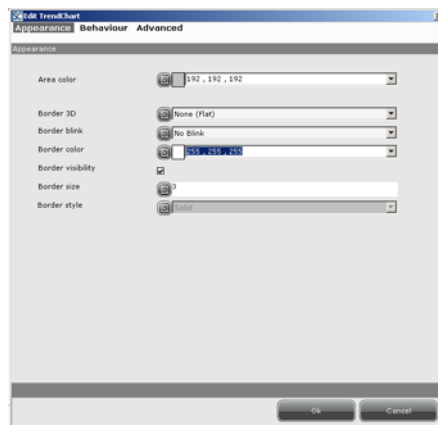 Edit TrendChart
Appearance Behaviour Advanced
Appearance
Area color 192 , 192 , 192
Border 3D None (Flat)
Border blink No Blink
Border color 255 , 255 , 255
Border visibility
Border size 3
Border style Solid
Ok Cancel